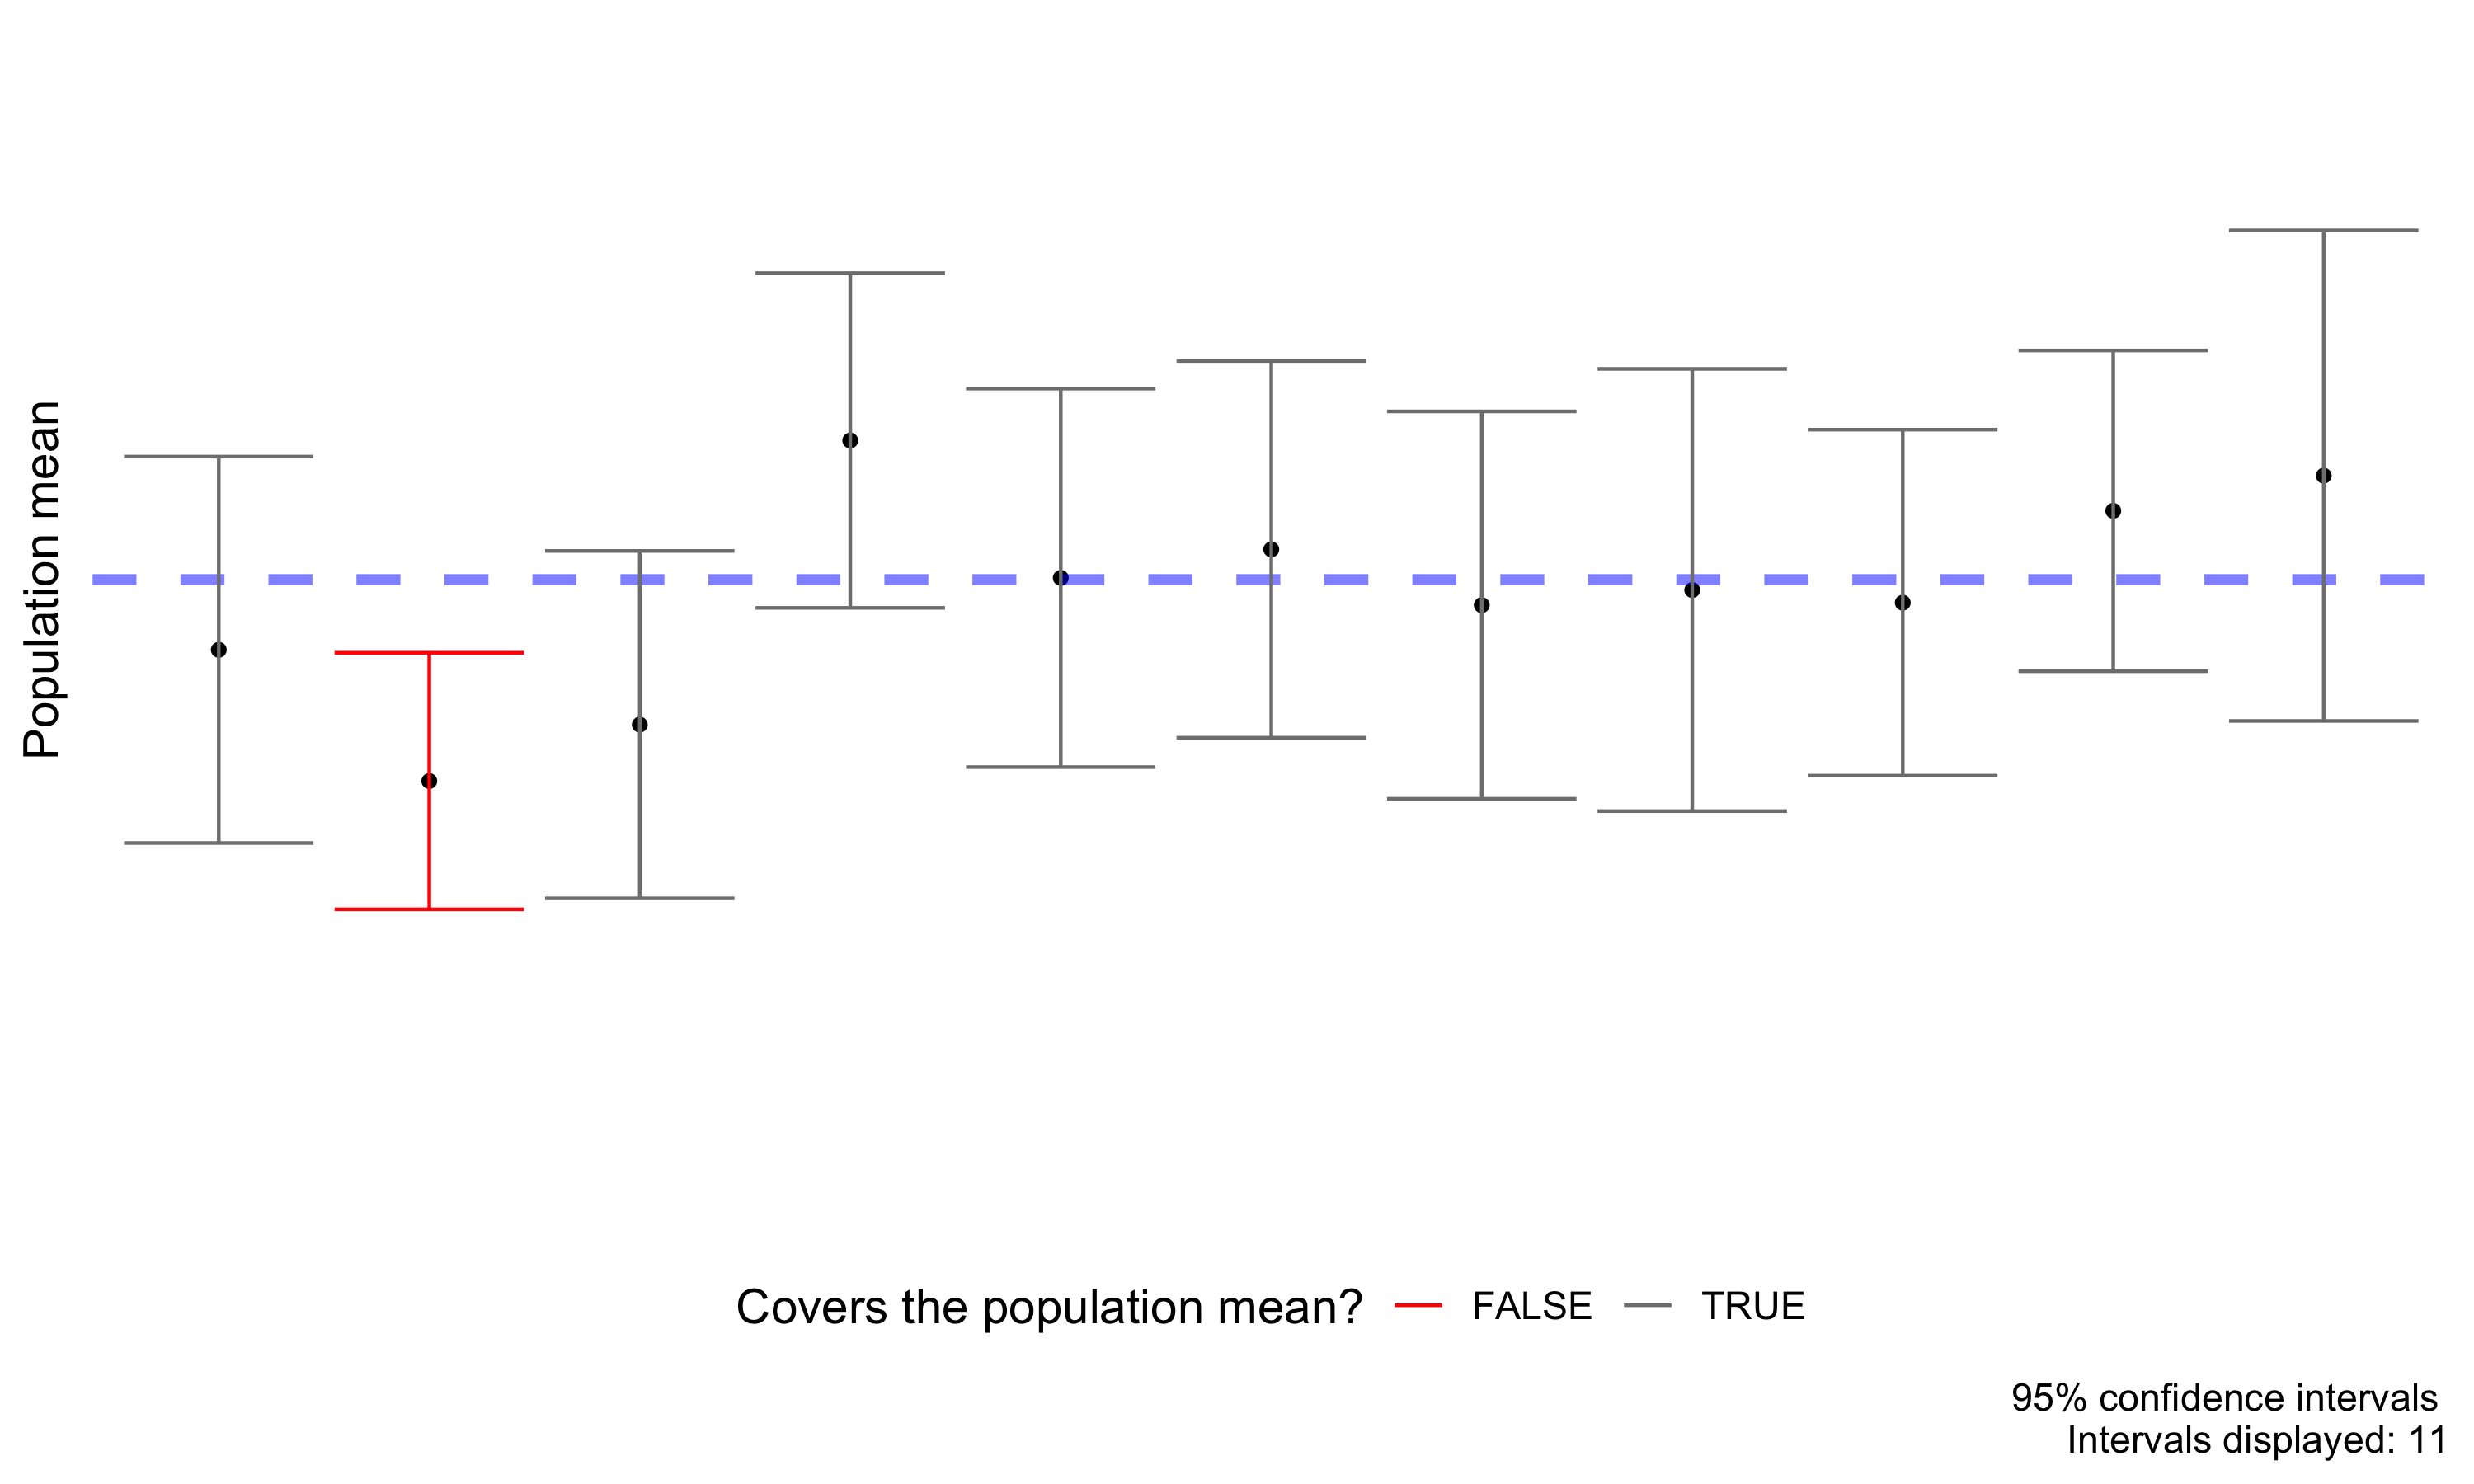 Population mean
Covers the population mean? FALSE TRUE
95% confidence intervals
Intervals displayed: 11